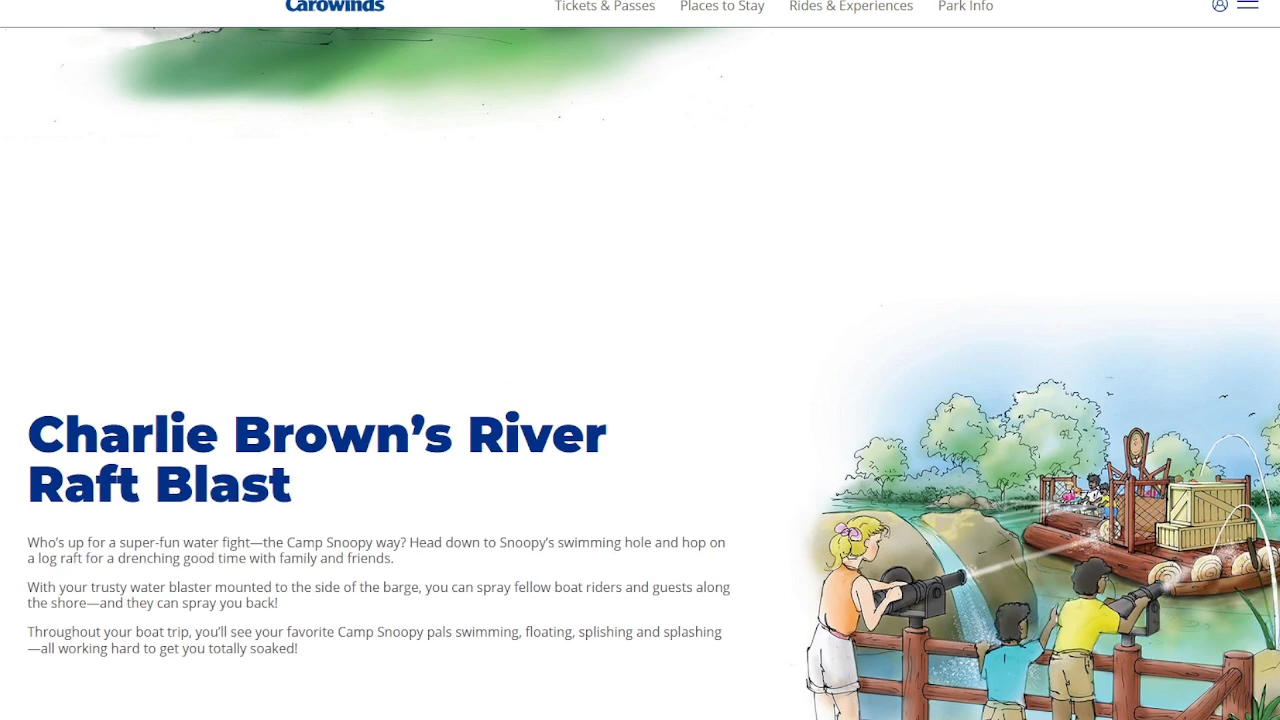 Carowinds
Tickets & Passes
Places to Stay
Rides & Experiences
Park Info
Charlie Brown’s River
Raft Blast
Who’s up for a super-fun water fight—the Camp Snoopy way? Head down to Snoopy’s swimming hole and hop on
a log raft for a drenching good time with family and friends.
With your trusty water blaster mounted to the side of the barge, you can spray fellow boat riders and guests along
the shore—and they can spray you back!
Throughout your boat trip, you’ll see your favorite Camp Snoopy pals swimming, floating, splishing and splashing
—all working hard to get you totally soaked!